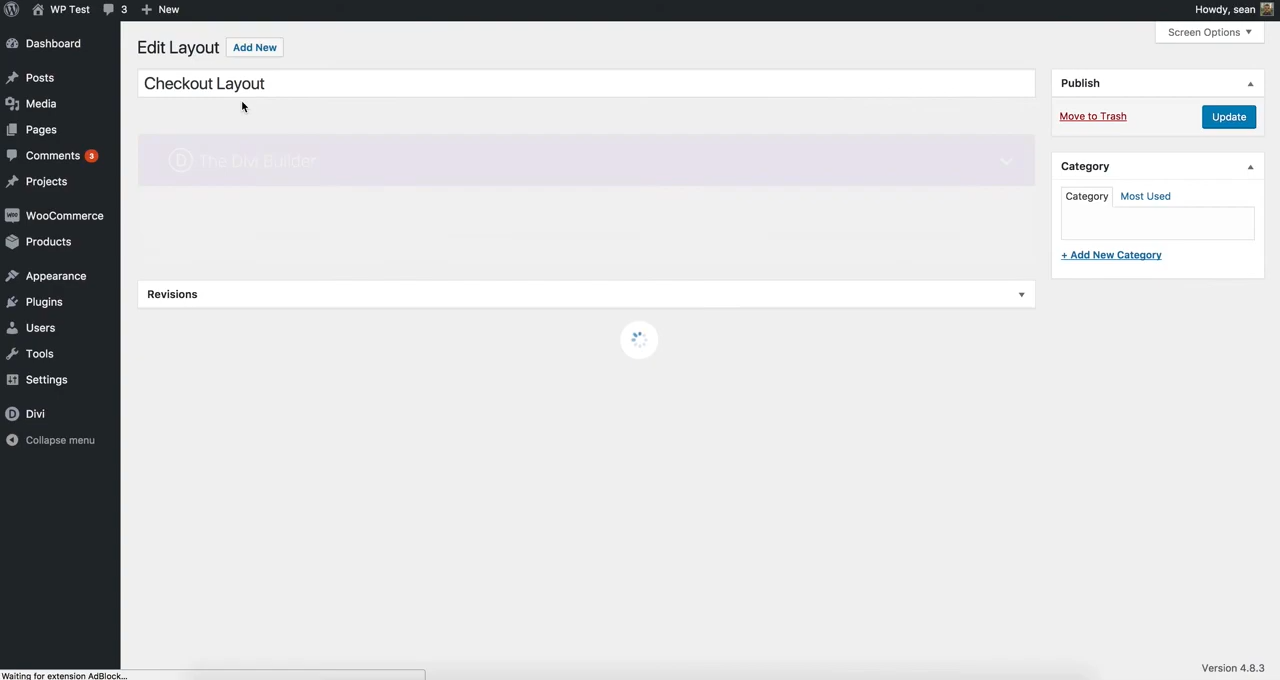 WP Test
3
New
Howdy, sean
Screen Options
Dashboard
Posts
Media
Pages
Comments 3
Projects
WooCommerce
Products
Appearance
Plugins
Users
Tools
Settings
Divi
Collapse menu
Edit Layout
Add New
Checkout Layout
D The Divi Builder
Revisions
Publish
Move to Trash
Update
Category
Category
Most Used
+ Add New Category
Version 4.8.3
Waiting for extension AdBlock...